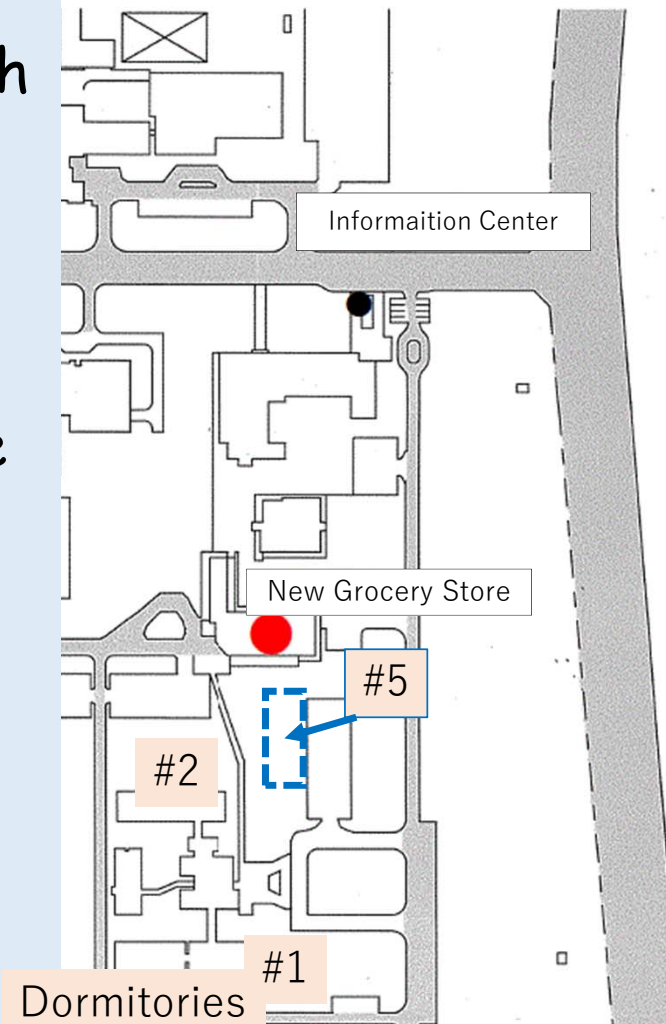 h
Informaition Center
e
New Grocery Store
#5
#2
#1
Dormitories